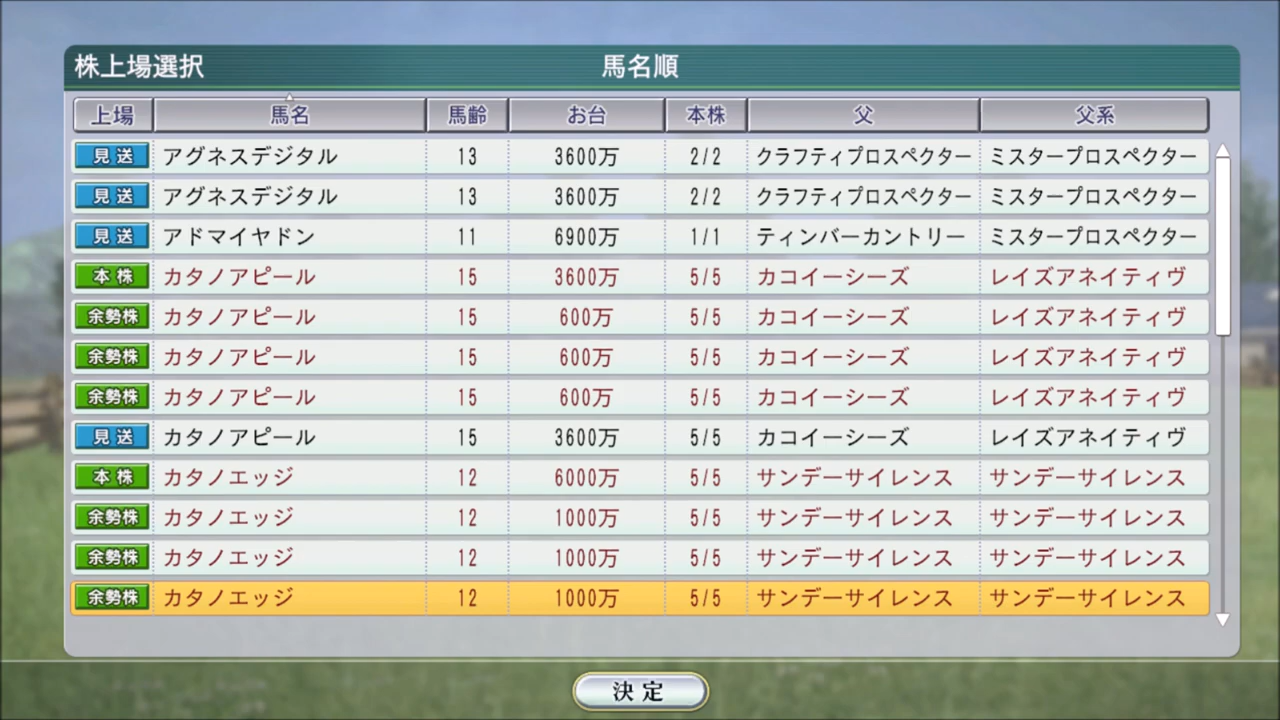 株上場選択 馬名順
上場 馬名 馬齢 お台 本株 父 父系
見送 アグネスデジタル 13 3600万 2/2 クラフティプロスペクター ミスタープロスペクター
見送 アグネスデジタル 13 3600万 2/2 クラフティプロスペクター ミスタープロスペクター
見送 アドマイヤドン 11 6900万 1/1 ティンバーカントリー ミスタープロスペクター
本株 カタノアピール 15 3600万 5/5 カコイーシーズ レイズアネイティヴ
余勢株 カタノアピール 15 600万 5/5 カコイーシーズ レイズアネイティヴ
余勢株 カタノアピール 15 600万 5/5 カコイーシーズ レイズアネイティヴ
余勢株 カタノアピール 15 600万 5/5 カコイーシーズ レイズアネイティヴ
見送 カタノアピール 15 3600万 5/5 カコイーシーズ レイズアネイティヴ
本株 カタノエッジ 12 6000万 5/5 サンデーサイレンス サンデーサイレンス
余勢株 カタノエッジ 12 1000万 5/5 サンデーサイレンス サンデーサイレンス
余勢株 カタノエッジ 12 1000万 5/5 サンデーサイレンス サンデーサイレンス
余勢株 カタノエッジ 12 1000万 5/5 サンデーサイレンス サンデーサイレンス
決定